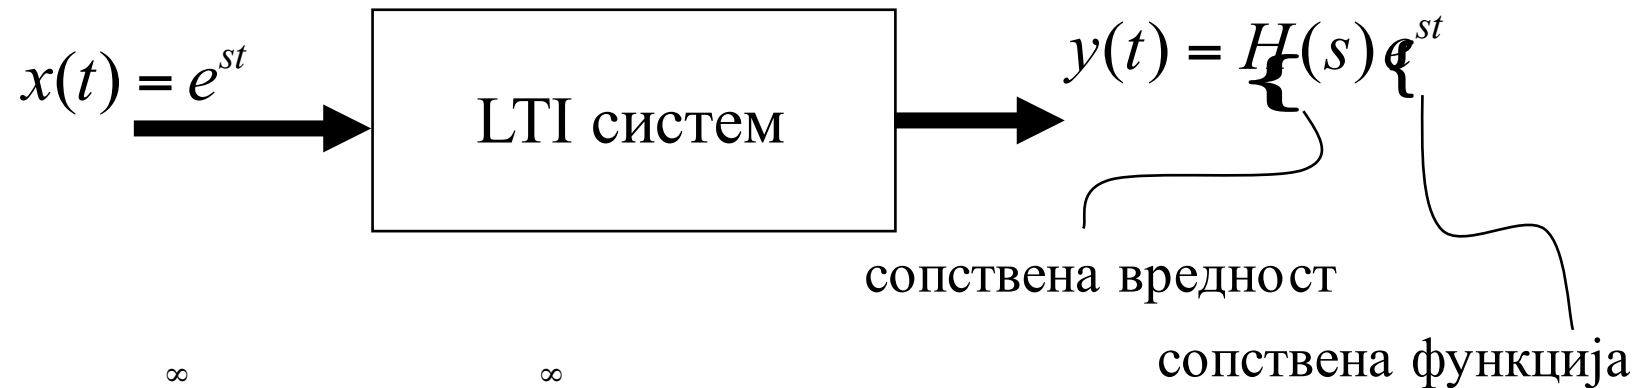 x(t) = e^{st}
LTI систем
y(t) = H(s)e^{st}
сопствена вредност
сопствена функција
∞ ∞